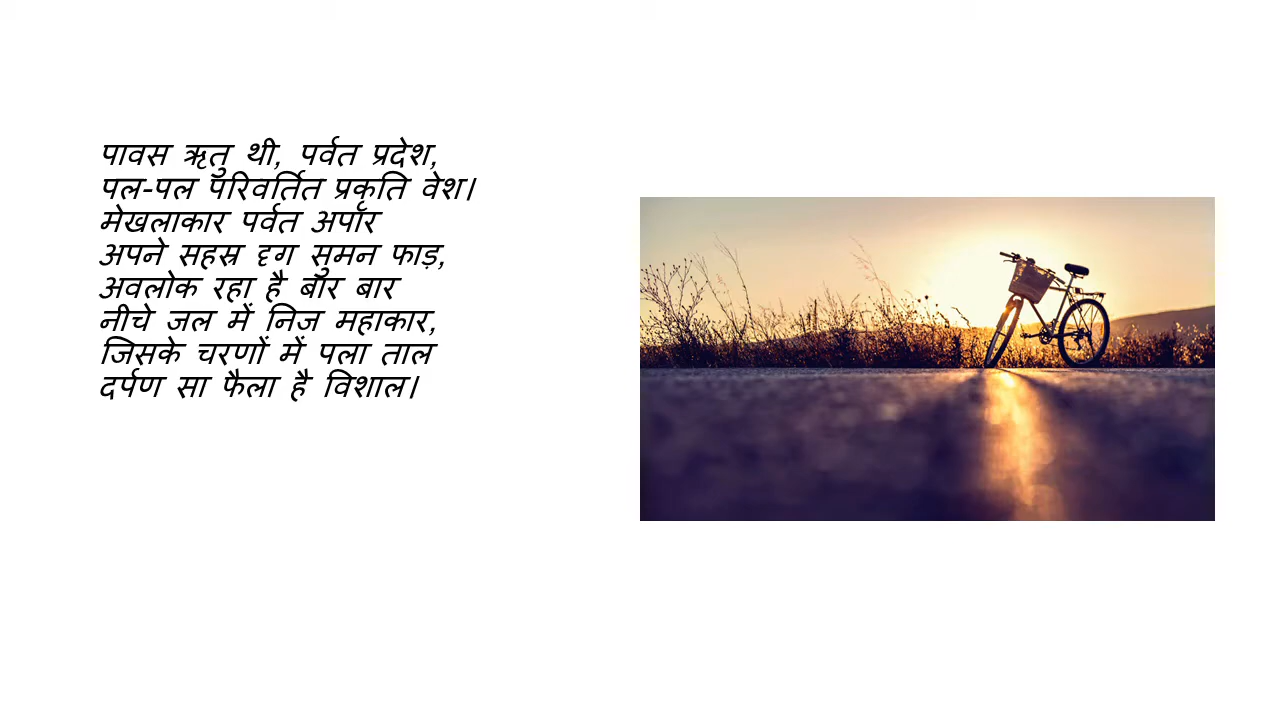 पावस ऋतु थी, पर्वत प्रदेश,
पल-पल परिवर्तित प्रकृति वेश।
मेखलाकार पर्वत अपार
अपने सहस्र दृग सुमन फाड़,
अवलोक रहा है बार बार
नीचे जल में निज महाकार,
जिसके चरणों में पला ताल
दर्पण सा फैला है विशाल।